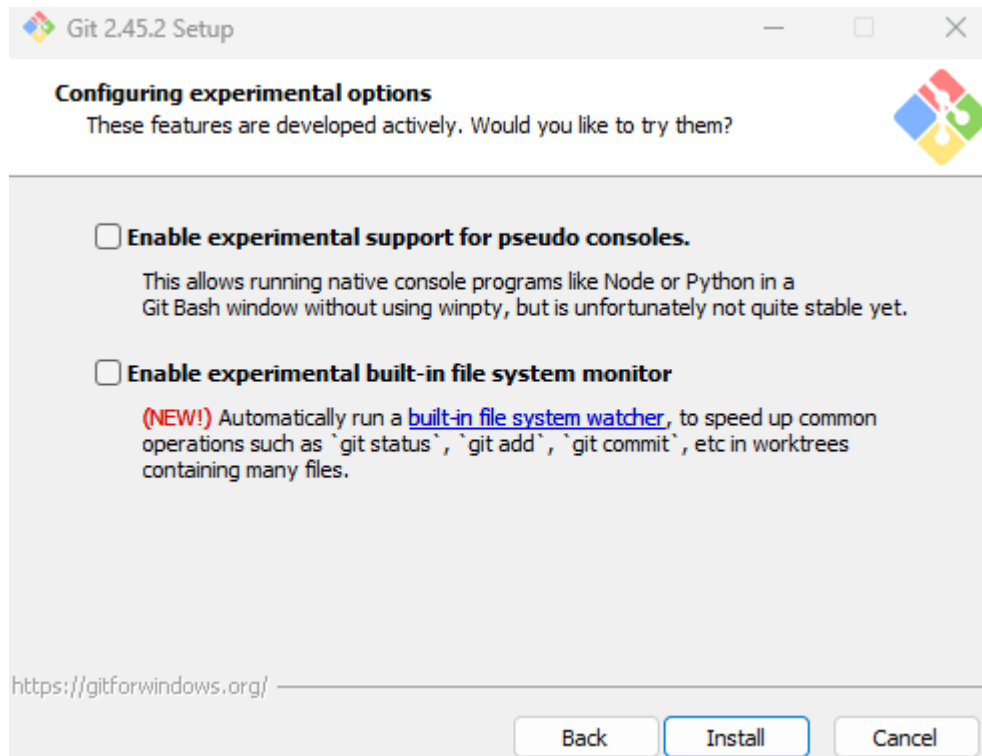 Git 2.45.2 Setup
Configuring experimental options
These features are developed actively. Would you like to try them?
Enable experimental support for pseudo consoles.
This allows running native console programs like Node or Python in a
Git Bash window without using winpty, but is unfortunately not quite stable yet.
Enable experimental built-in file system monitor
(NEW!) Automatically run a built-in file system watcher, to speed up common
operations such as `git status`, `git add`, `git commit`, etc in worktrees
containing many files.
https://gitforwindows.org/
Back Install Cancel